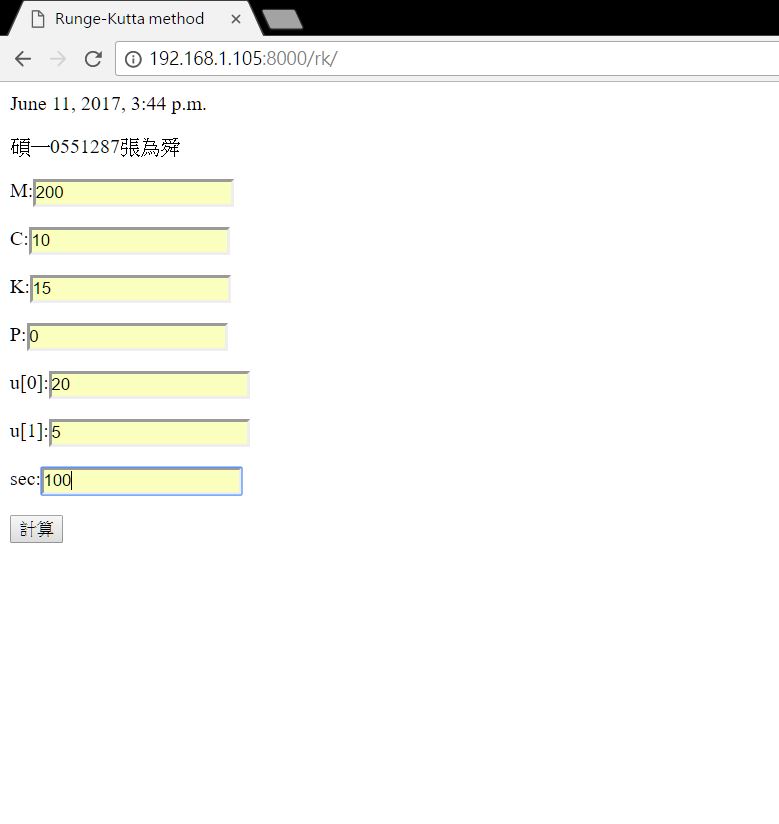 Runge-Kutta method
192.168.1.105:8000/rk/
June 11, 2017, 3:44 p.m.
碩一0551287張為舜
M:200
C:10
K:15
P:0
u[0]:20
u[1]:5
sec:100
計算